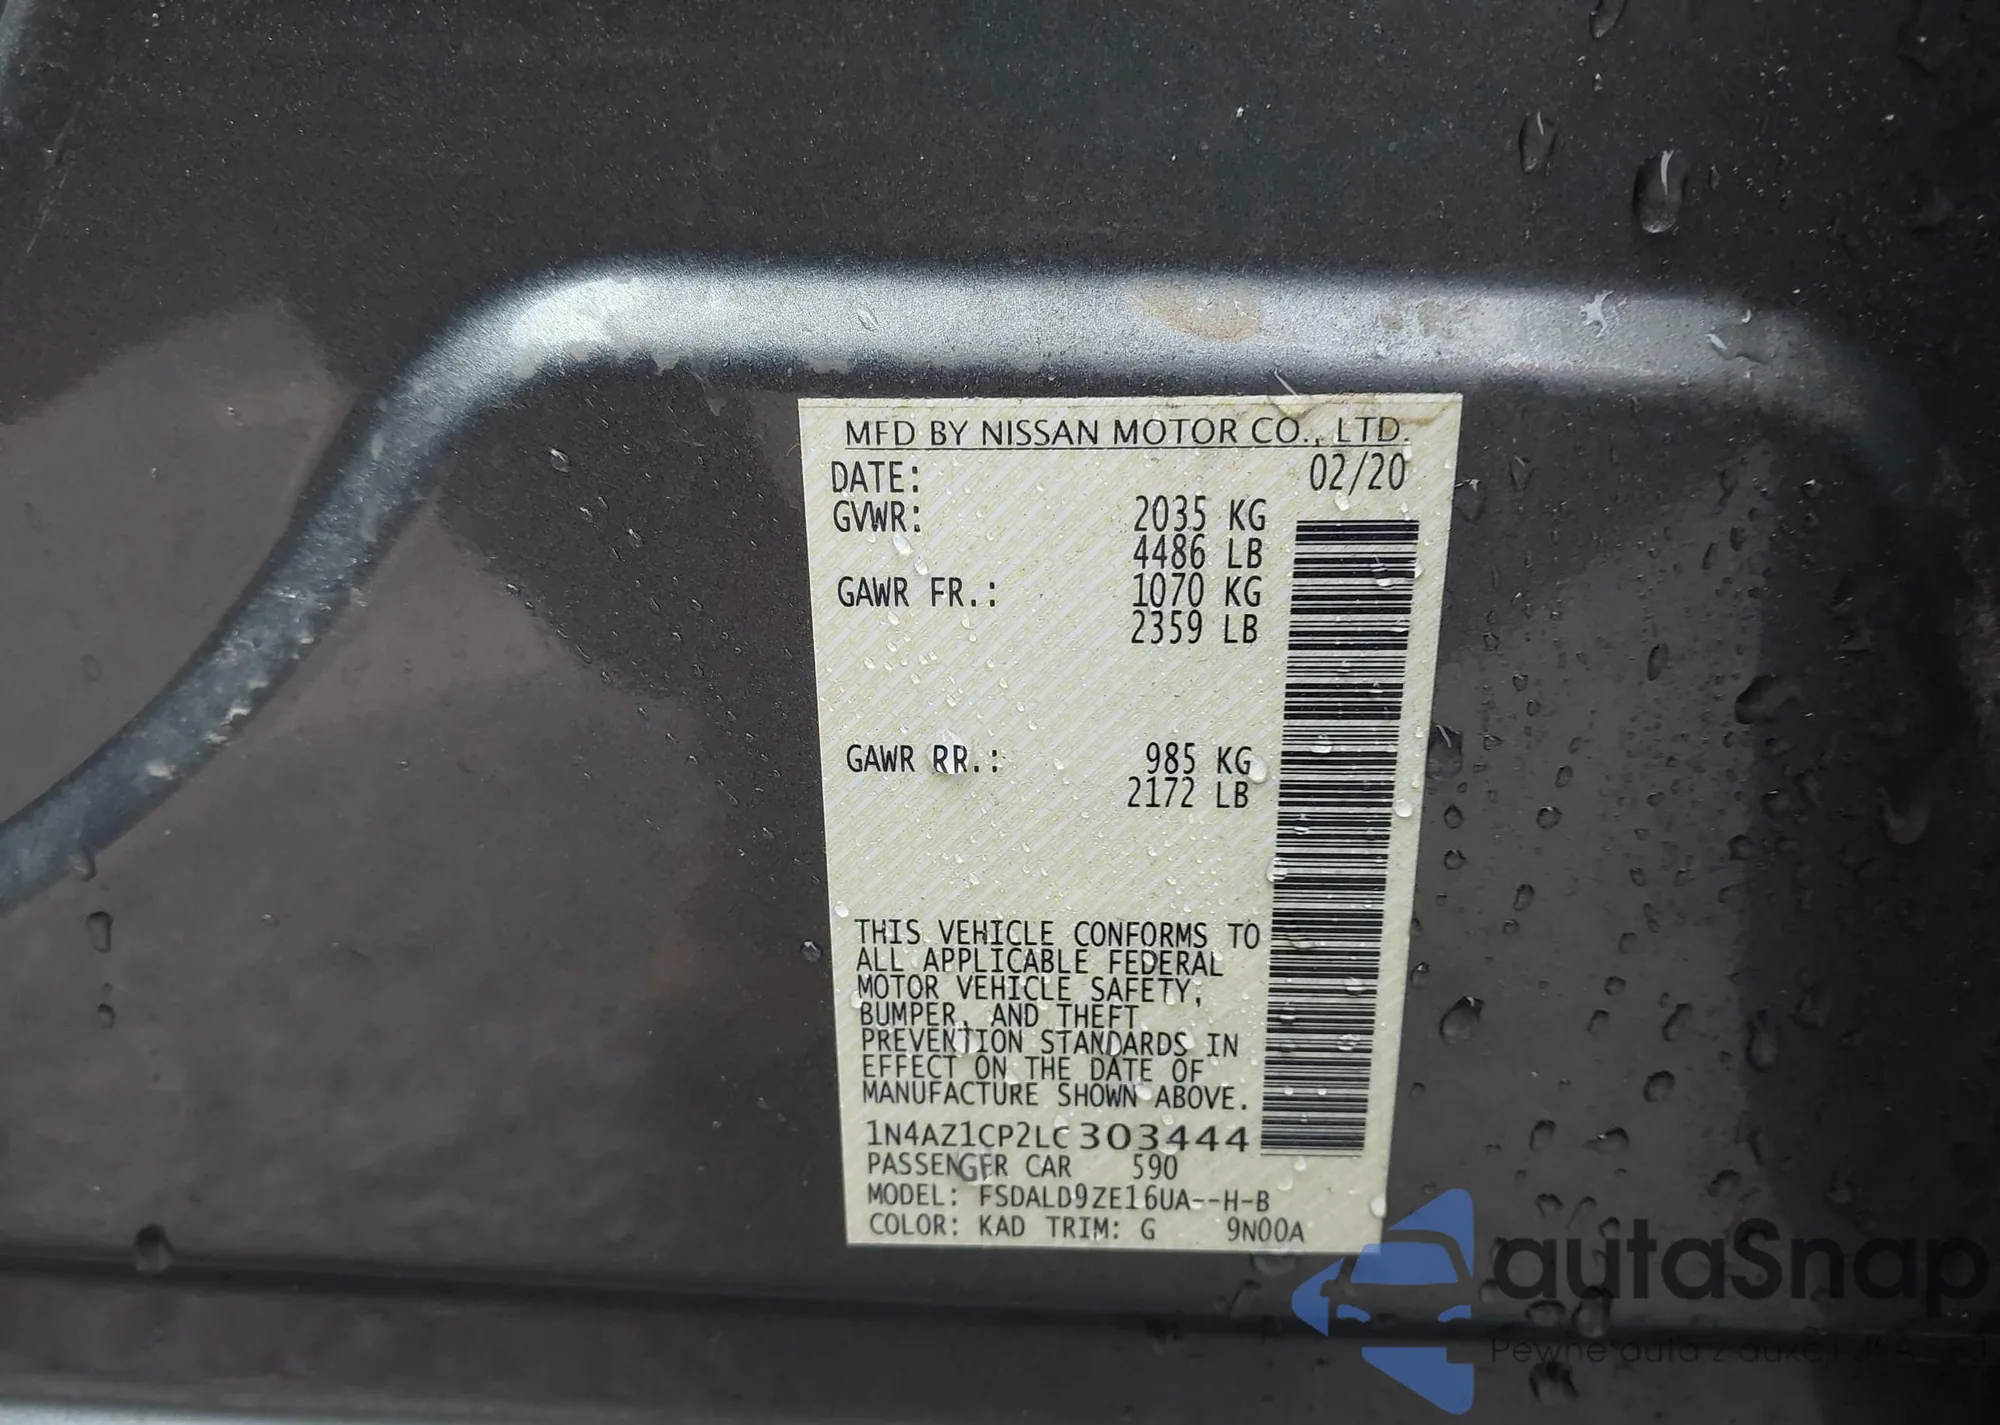 MFD BY NISSAN MOTOR CO., LTD.
DATE: 02/20
GVWR: 2035 KG
4486 LB
GAWR FR.: 1070 KG
2359 LB
GAWR RR.: 985 KG
2172 LB
THIS VEHICLE CONFORMS TO
ALL APPLICABLE FEDERAL
MOTOR VEHICLE SAFETY,
BUMPER, AND THEFT
PREVENTION STANDARDS IN
EFFECT ON THE DATE OF
MANUFACTURE SHOWN ABOVE.
1N4AZ1CP2LC303444
PASSENGER CAR 590
MODEL: FSDALD9ZE16UA--H-B
COLOR: KAD TRIM: G 9N00A
autaSnap
Pewne auta z aukcji